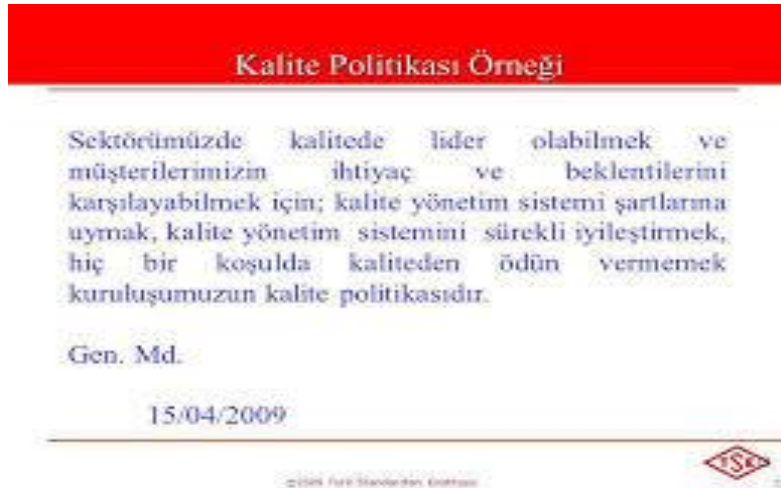 Kalite Politikası Örneği
Sektörümüzde kalitede lider olabilmek ve
müşterilerimizin ihtiyaç ve beklentilerini
karşılayabilmek için; kalite yönetim sistemi şartlarına
uymak, kalite yönetim sistemini sürekli iyileştirmek,
hiç bir koşulda kaliteden ödün vermemek
kuruluşumuzun kalite politikasıdır.
Gen. Md.
15/04/2009
TSE